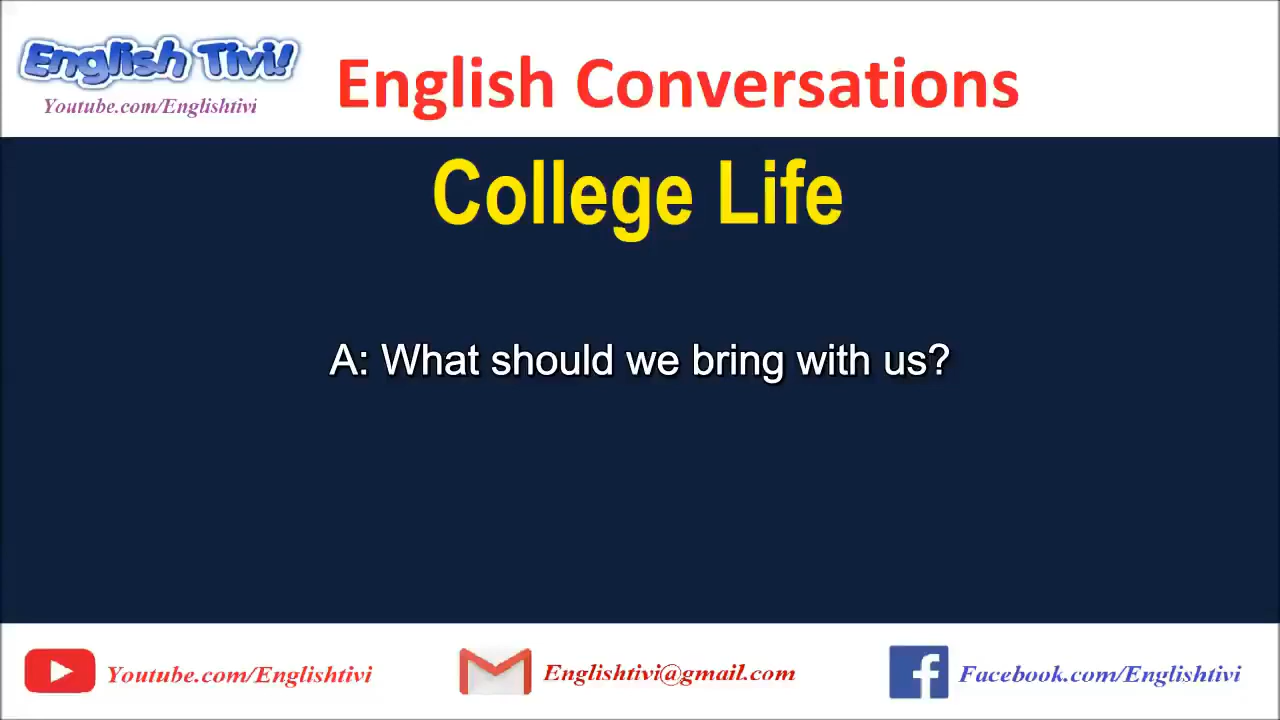 English Tivi!
Youtube.com/Englishtivi
English Conversations
College Life
A: What should we bring with us?
Youtube.com/Englishtivi
Englishtivi@gmail.com
Facebook.com/Englishtivi